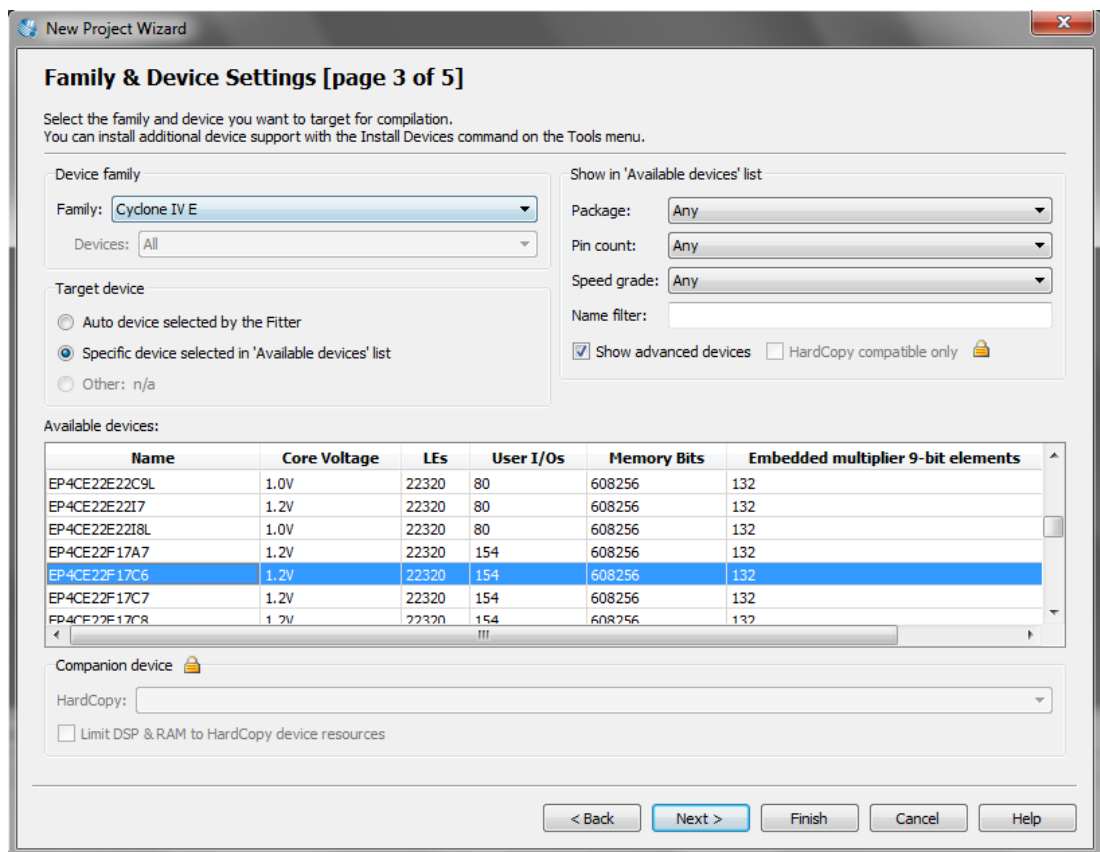 New Project Wizard
Family & Device Settings [page 3 of 5]
Select the family and device you want to target for compilation.
You can install additional device support with the Install Devices command on the Tools menu.
Device family
Family: Cyclone IV E
Devices: All
Target device
Auto device selected by the Fitter
Specific device selected in 'Available devices' list
Other: n/a
Show in 'Available devices' list
Package: Any
Pin count: Any
Speed grade: Any
Name filter:
Show advanced devices HardCopy compatible only
Available devices:
Name Core Voltage LEs User I/Os Memory Bits Embedded multiplier 9-bit elements
EP4CE22E22C9L 1.0V 22320 80 608256 132
EP4CE22E22I7 1.2V 22320 80 608256 132
EP4CE22E22I8L 1.0V 22320 80 608256 132
EP4CE22F17A7 1.2V 22320 154 608256 132
EP4CE22F17C6 1.2V 22320 154 608256 132
EP4CE22F17C7 1.2V 22320 154 608256 132
EP4CE22F17C8 1.2V 22320 154 608256 132
Companion device
HardCopy:
Limit DSP & RAM to HardCopy device resources
< Back Next > Finish Cancel Help